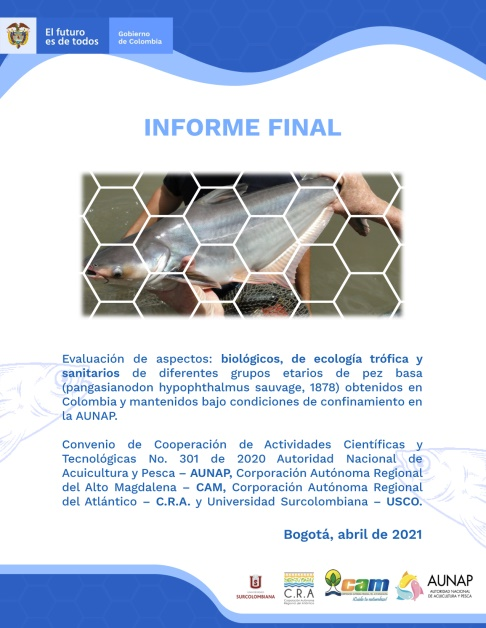 El futuro
es de todos
Gobierno
de Colombia
INFORME FINAL
Evaluación de aspectos: biológicos, de ecología trófica y
sanitarios de diferentes grupos etarios de pez basa
(pangasianodon hypophthalmus sauvage, 1878) obtenidos en
Colombia y mantenidos bajo condiciones de confinamiento en
la AUNAP.
Convenio de Cooperación de Actividades Científicas y
Tecnológicas No. 301 de 2020 Autoridad Nacional de
Acuicultura y Pesca – AUNAP, Corporación Autónoma Regional
del Alto Magdalena – CAM, Corporación Autónoma Regional
del Atlántico – C.R.A. y Universidad Surcolombiana – USCO.
Bogotá, abril de 2021
SURCOLOMBIANA
C.R.A
cam
AUNAP
AUTORIDAD NACIONAL
DE ACUICULTURA Y PESCA